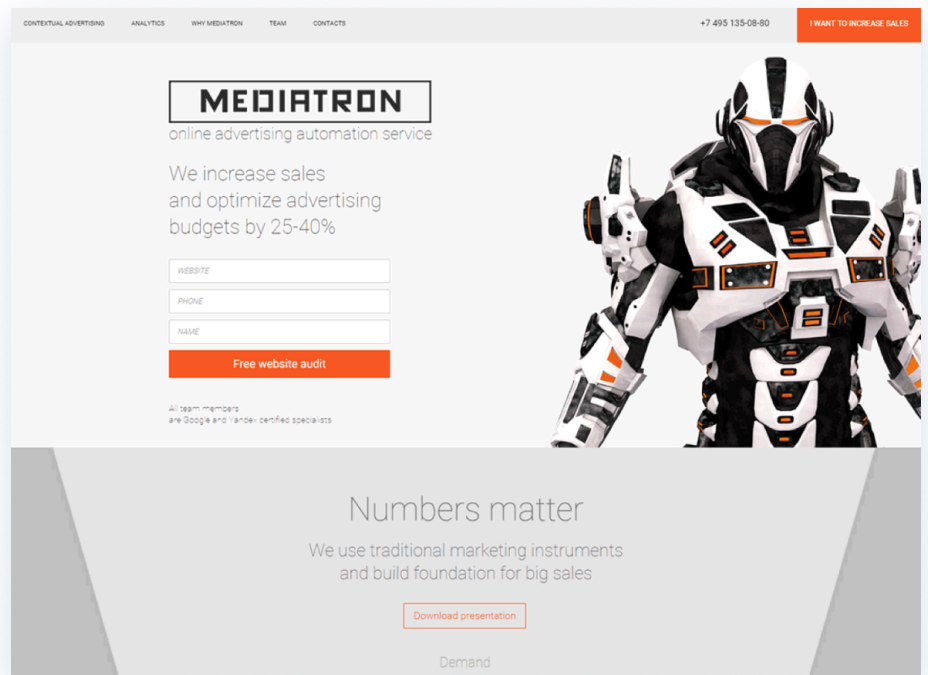 CONTEXTUAL ADVERTISING ANALYTICS WHY MEDIATRON TEAM CONTACTS +7 495 135-08-80 I WANT TO INCREASE SALES
MEDIATRON
online advertising automation service
We increase sales
and optimize advertising
budgets by 25-40%
WEBSITE
PHONE
NAME
Free website audit
All team members
are Google and Yandex certified specialists
Numbers matter
We use traditional marketing instruments
and build foundation for big sales
Download presentation
Demand